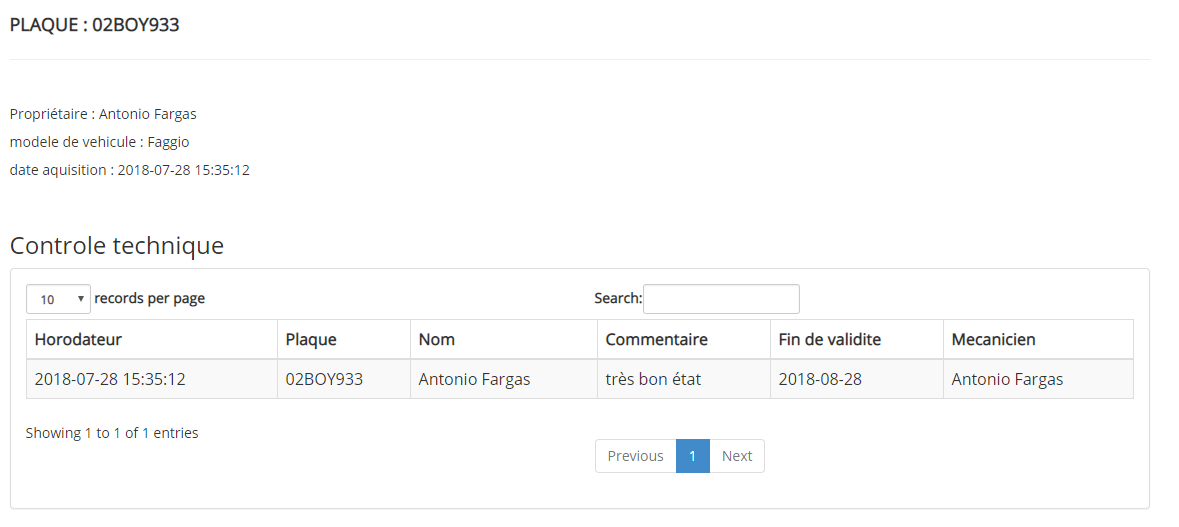 PLAQUE : 02BOY933
Propriétaire : Antonio Fargas
modele de vehicule : Faggio
date aquisition : 2018-07-28 15:35:12
Controle technique
10 records per page Search:
Horodateur Plaque Nom Commentaire Fin de validite Mecanicien
2018-07-28 15:35:12 02BOY933 Antonio Fargas très bon état 2018-08-28 Antonio Fargas
Showing 1 to 1 of 1 entries
Previous 1 Next